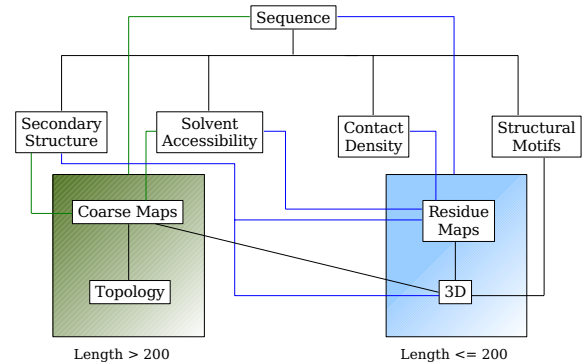 Sequence
Secondary
Structure
Solvent
Accessibility
Contact
Density
Structural
Motifs
Coarse Maps
Residue
Maps
Topology
3D
Length > 200
Length <= 200